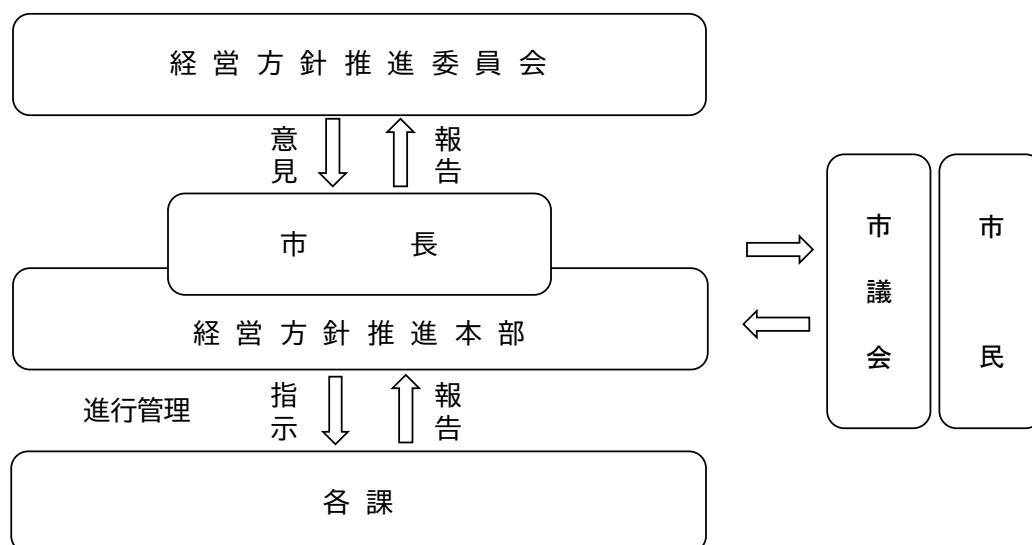 経営方針推進委員会
意見
報告
市長
経営方針推進本部
市議会
市民
進行管理
指示
報告
各課